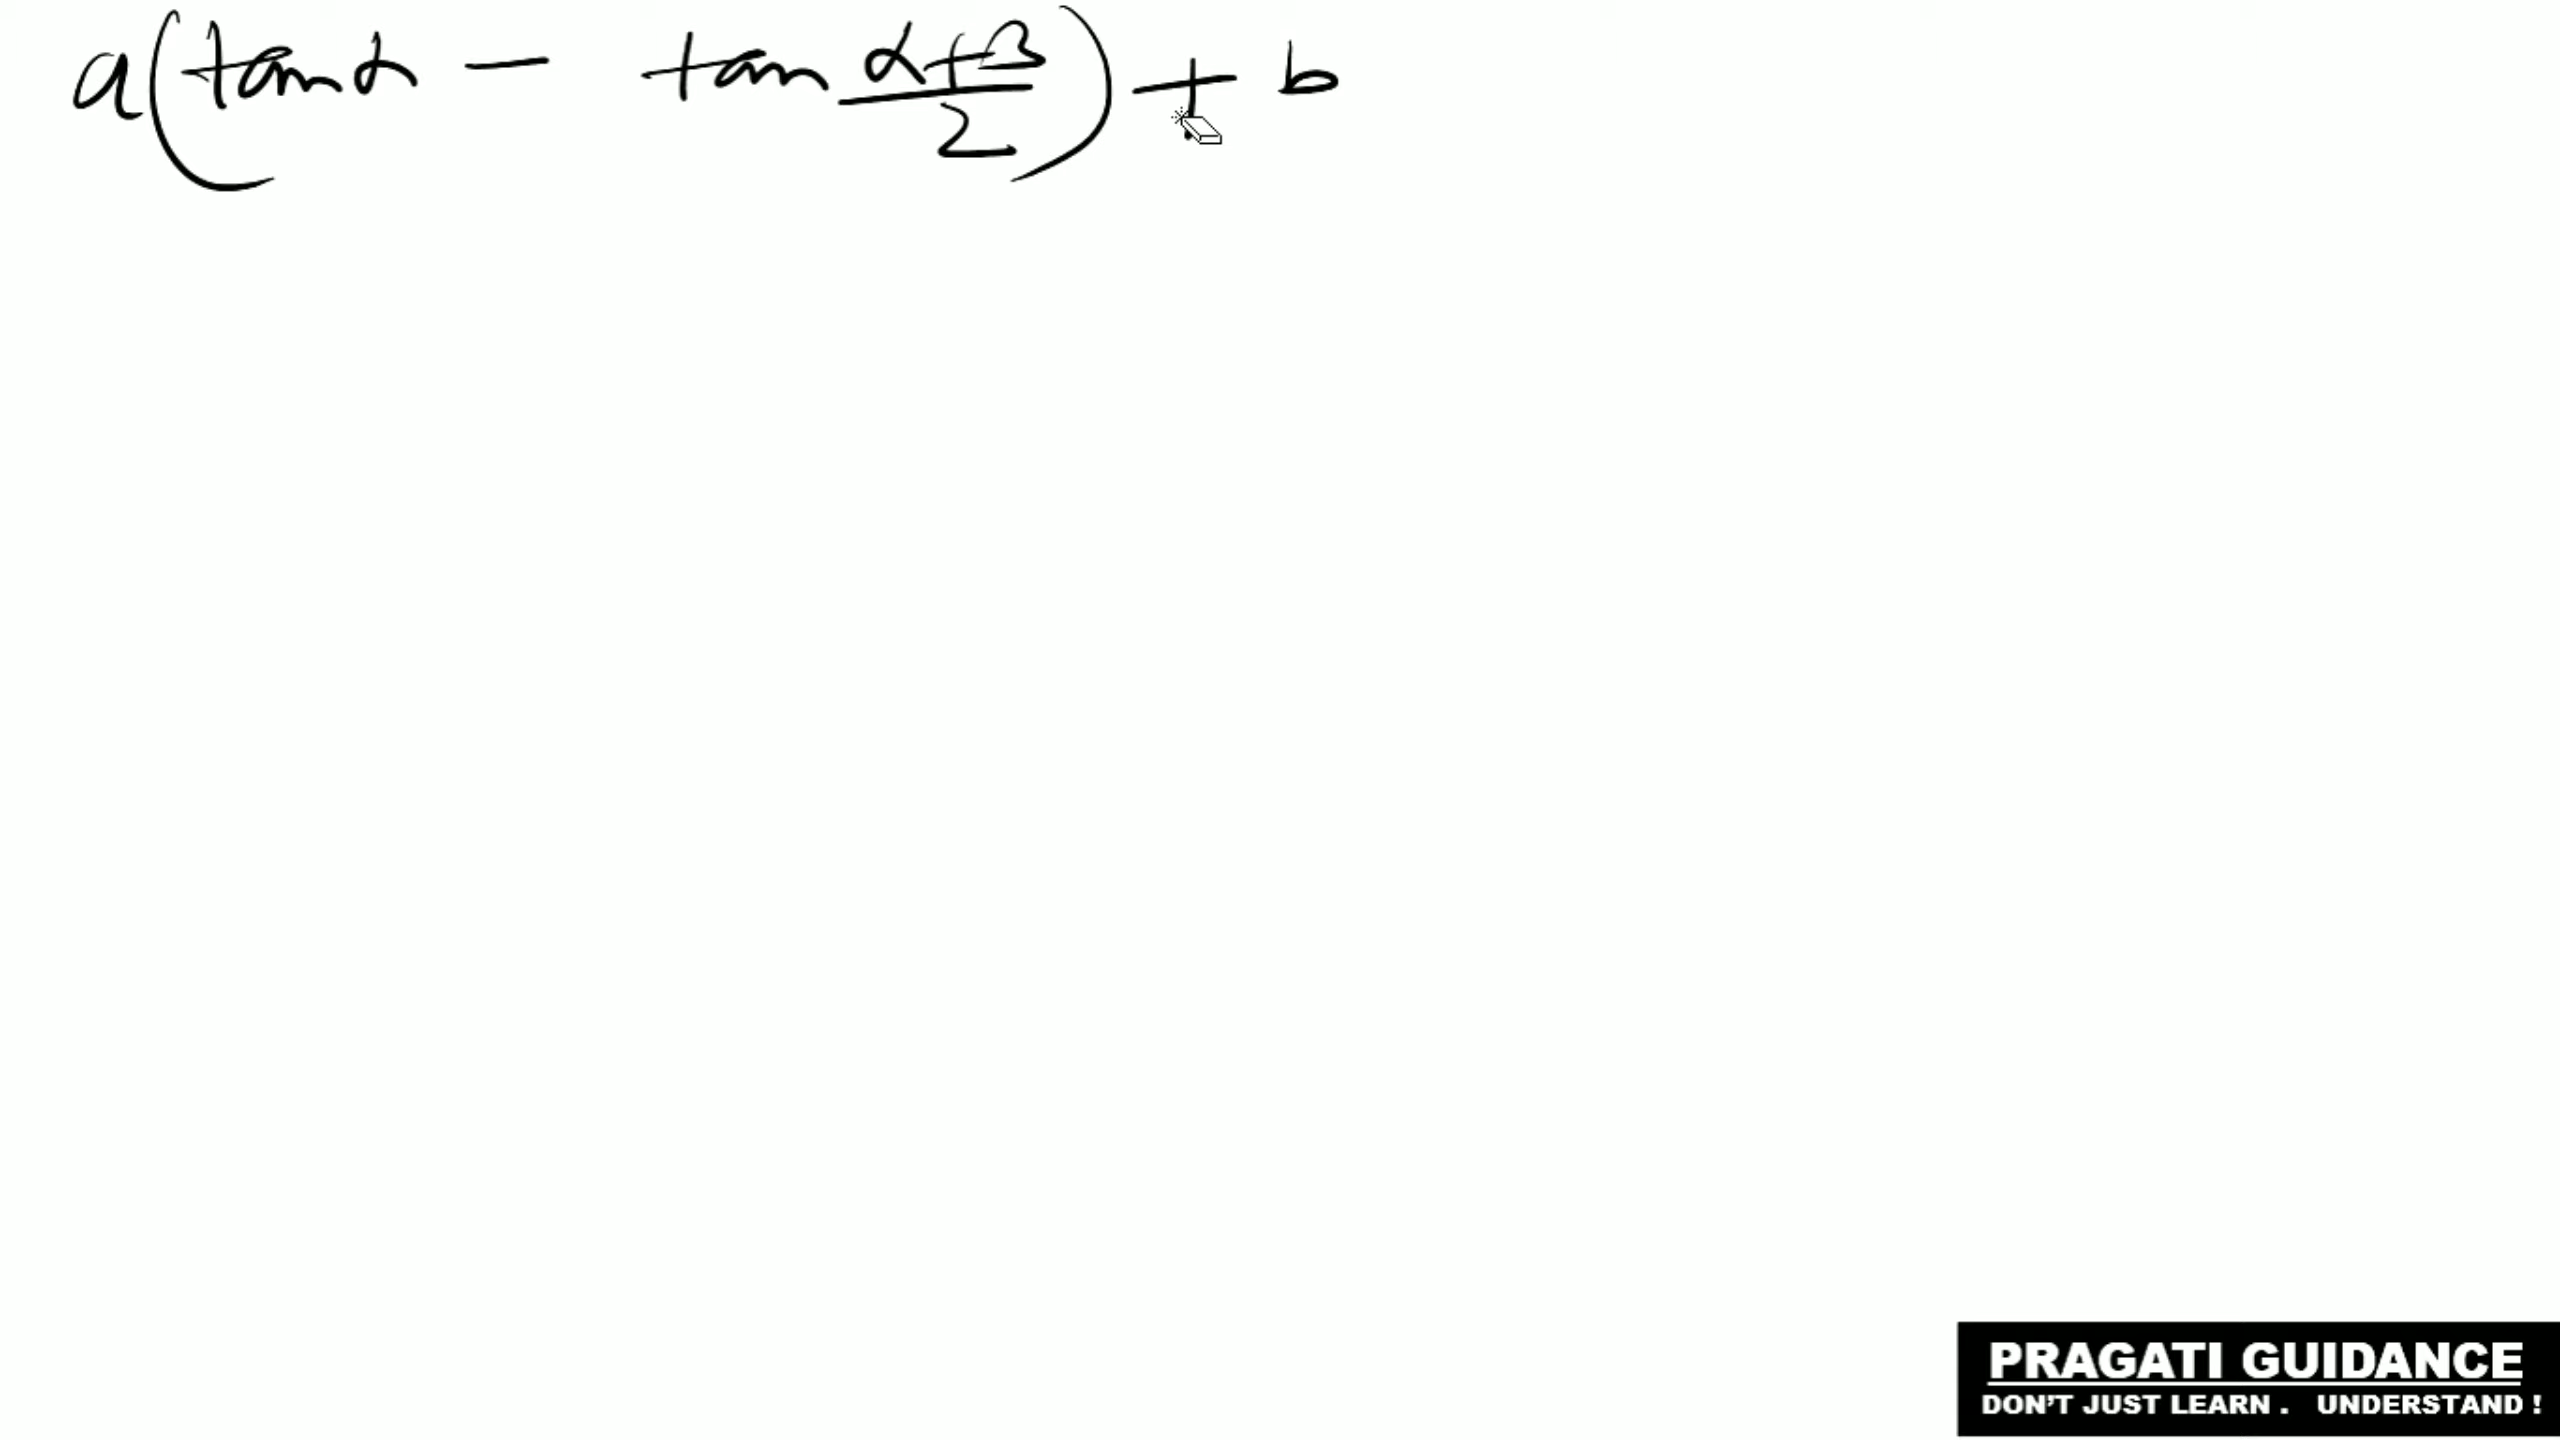 a(tanα − tan (α+β)/2) + b
PRAGATI GUIDANCE
DON'T JUST LEARN . UNDERSTAND !